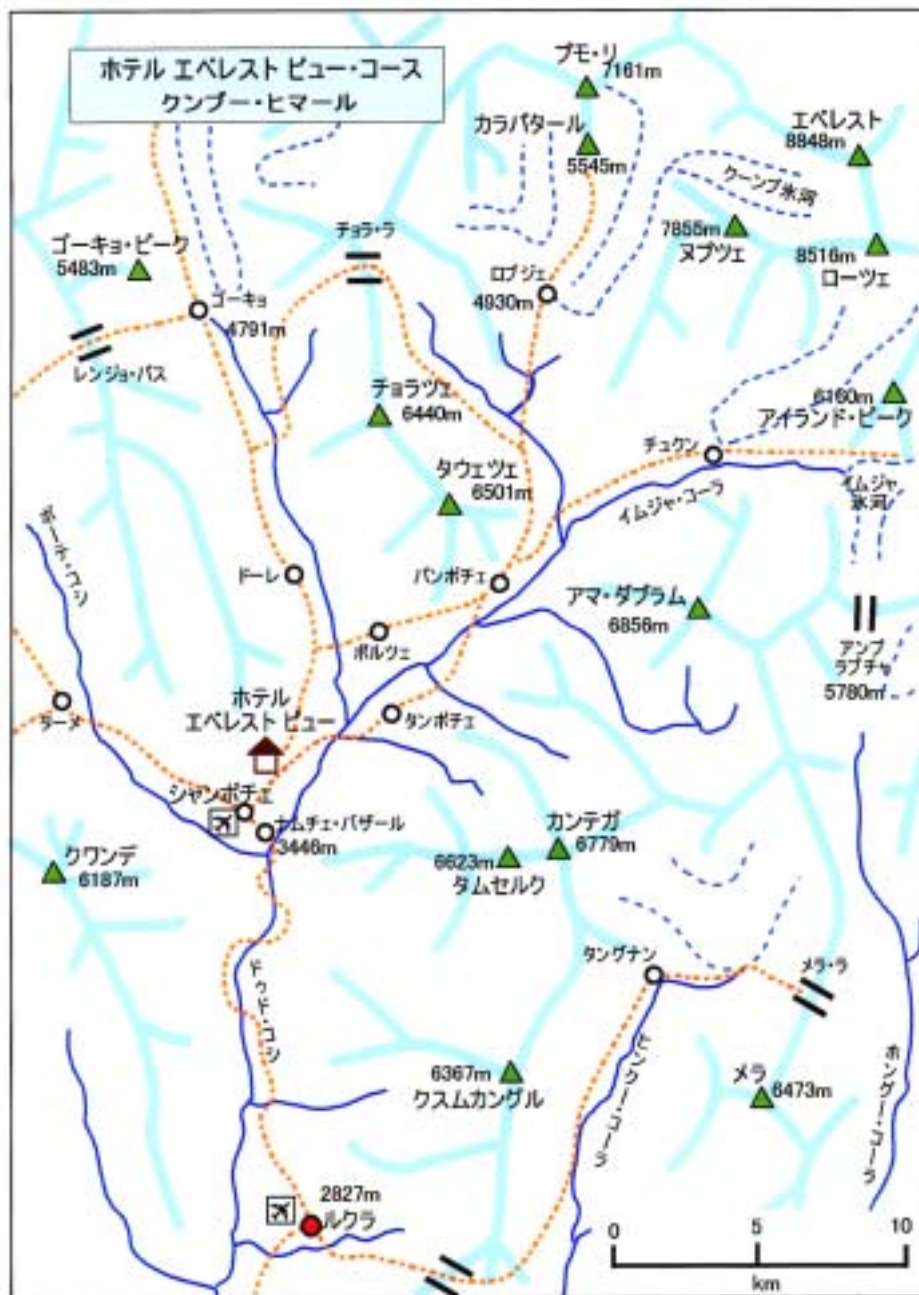 ホテル エベレスト ビュー・コース
クンブー・ヒマール
プモ・リ
7161m
カラパタール
5545m
エベレスト
8848m
クーンブ氷河
7855m
ヌプツェ
8516m
ローツェ
ゴーキョ・ピーク
5483m
チョラ・ラ
ロブジェ
4930m
ゴーキョ
4791m
レンジョ・パス
チョラツェ
6440m
6160m
アイランド・ピーク
チュクン
タウェツェ
6501m
イムジャ・コーラ
イムジャ
氷河
ボーテ・コシ
ドーレ
パンボチェ
アマ・ダブラム
6856m
ポルツェ
アンプ
ラプチャ
5780m
ターメ
ホテル
エベレスト ビュー
タンボチェ
シャンボチェ
ナムチェ・バザール
3446m
クワンデ
6187m
カンテガ
6779m
6623m
タムセルク
タングナン
メラ・ラ
ドゥド・コシ
6367m
クスムカングル
ヒンクー・コーラ
メラ
6473m
ホングー・コーラ
2827m
ルクラ
0 5 10
km